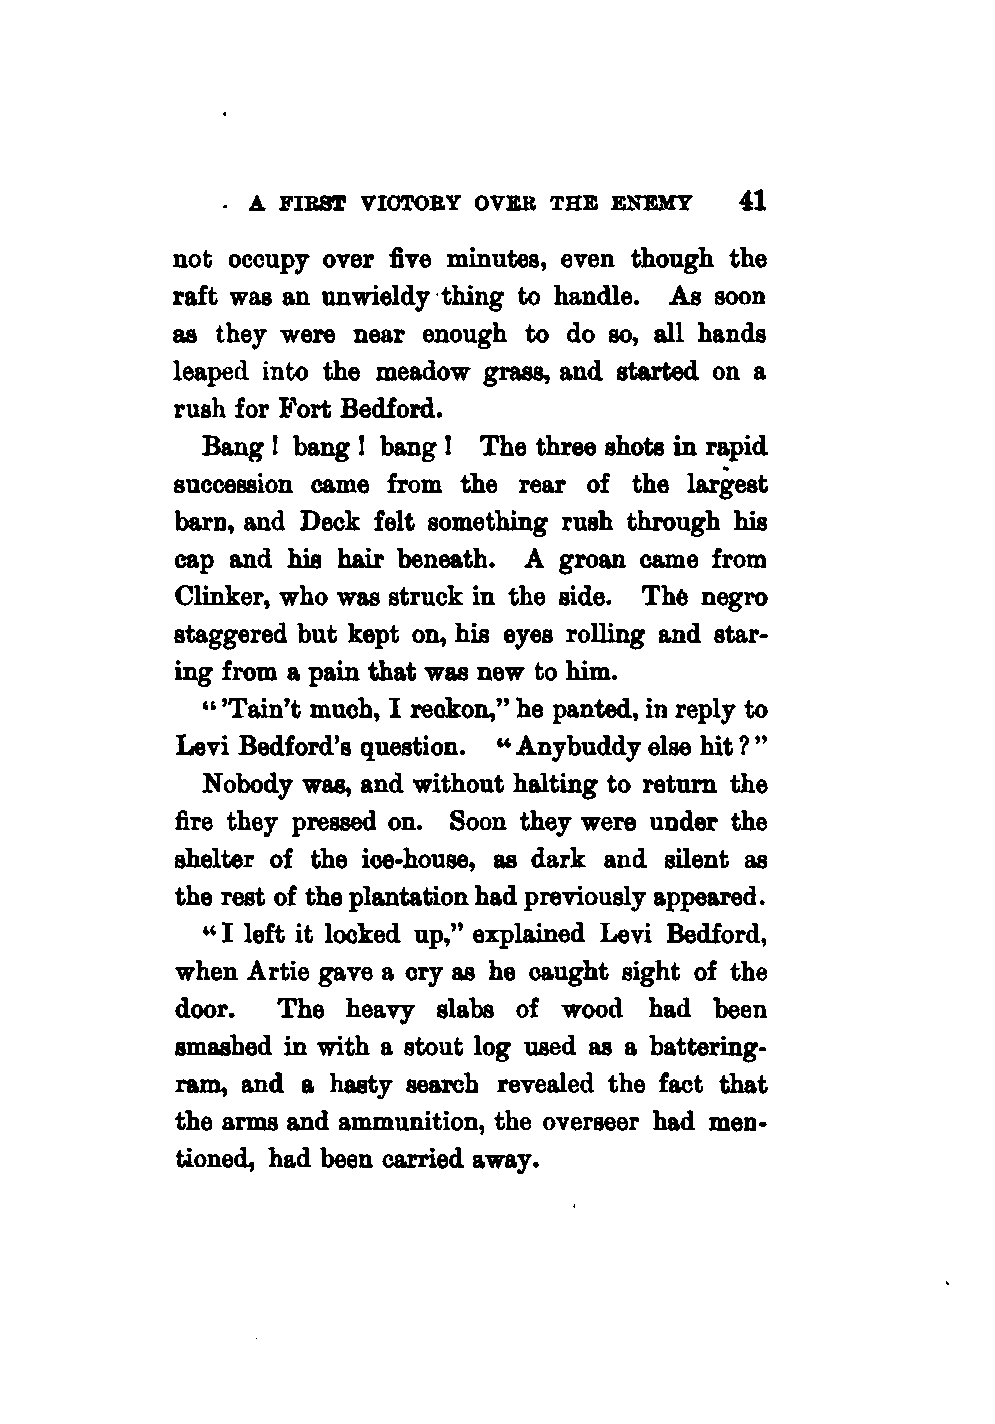 A FIRST VICTORY OVER THE ENEMY 41
not occupy over five minutes, even though the
raft was an unwieldy thing to handle. As soon
as they were near enough to do so, all hands
leaped into the meadow grass, and started on a
rush for Fort Bedford.
Bang! bang! bang! The three shots in rapid
succession came from the rear of the largest
barn, and Deck felt something rush through his
cap and his hair beneath. A groan came from
Clinker, who was struck in the side. The negro
staggered but kept on, his eyes rolling and star-
ing from a pain that was new to him.
“'Tain't much, I reckon,” he panted, in reply to
Levi Bedford's question. “Anybuddy else hit?”
Nobody was, and without halting to return the
fire they pressed on. Soon they were under the
shelter of the ice-house, as dark and silent as
the rest of the plantation had previously appeared.
“I left it locked up,” explained Levi Bedford,
when Artie gave a cry as he caught sight of the
door. The heavy slabs of wood had been
smashed in with a stout log used as a battering-
ram, and a hasty search revealed the fact that
the arms and ammunition, the overseer had men-
tioned, had been carried away.